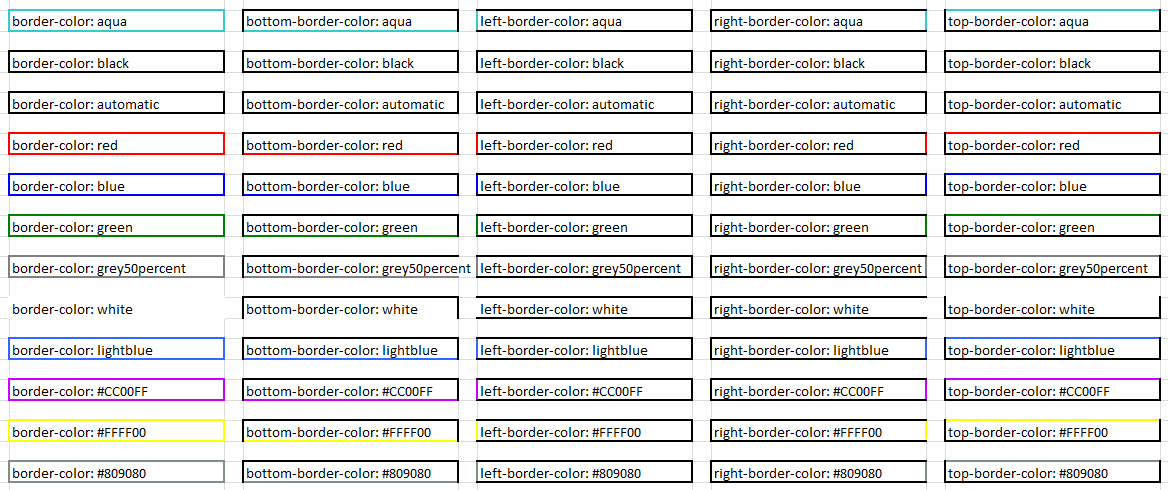 border-color: aqua bottom-border-color: aqua left-border-color: aqua right-border-color: aqua top-border-color: aqua
border-color: black bottom-border-color: black left-border-color: black right-border-color: black top-border-color: black
border-color: automatic bottom-border-color: automatic left-border-color: automatic right-border-color: automatic top-border-color: automatic
border-color: red bottom-border-color: red left-border-color: red right-border-color: red top-border-color: red
border-color: blue bottom-border-color: blue left-border-color: blue right-border-color: blue top-border-color: blue
border-color: green bottom-border-color: green left-border-color: green right-border-color: green top-border-color: green
border-color: grey50percent bottom-border-color: grey50percent left-border-color: grey50percent right-border-color: grey50percent top-border-color: grey50percent
border-color: white bottom-border-color: white left-border-color: white right-border-color: white top-border-color: white
border-color: lightblue bottom-border-color: lightblue left-border-color: lightblue right-border-color: lightblue top-border-color: lightblue
border-color: #CC00FF bottom-border-color: #CC00FF left-border-color: #CC00FF right-border-color: #CC00FF top-border-color: #CC00FF
border-color: #FFFF00 bottom-border-color: #FFFF00 left-border-color: #FFFF00 right-border-color: #FFFF00 top-border-color: #FFFF00
border-color: #809080 bottom-border-color: #809080 left-border-color: #809080 right-border-color: #809080 top-border-color: #809080